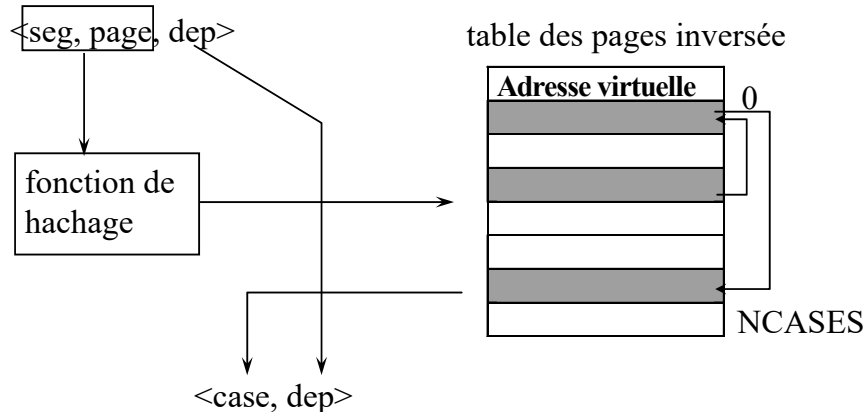 <seg, page, dep>
table des pages inversée
Adresse virtuelle
0
fonction de
hachage
NCASES
<case, dep>